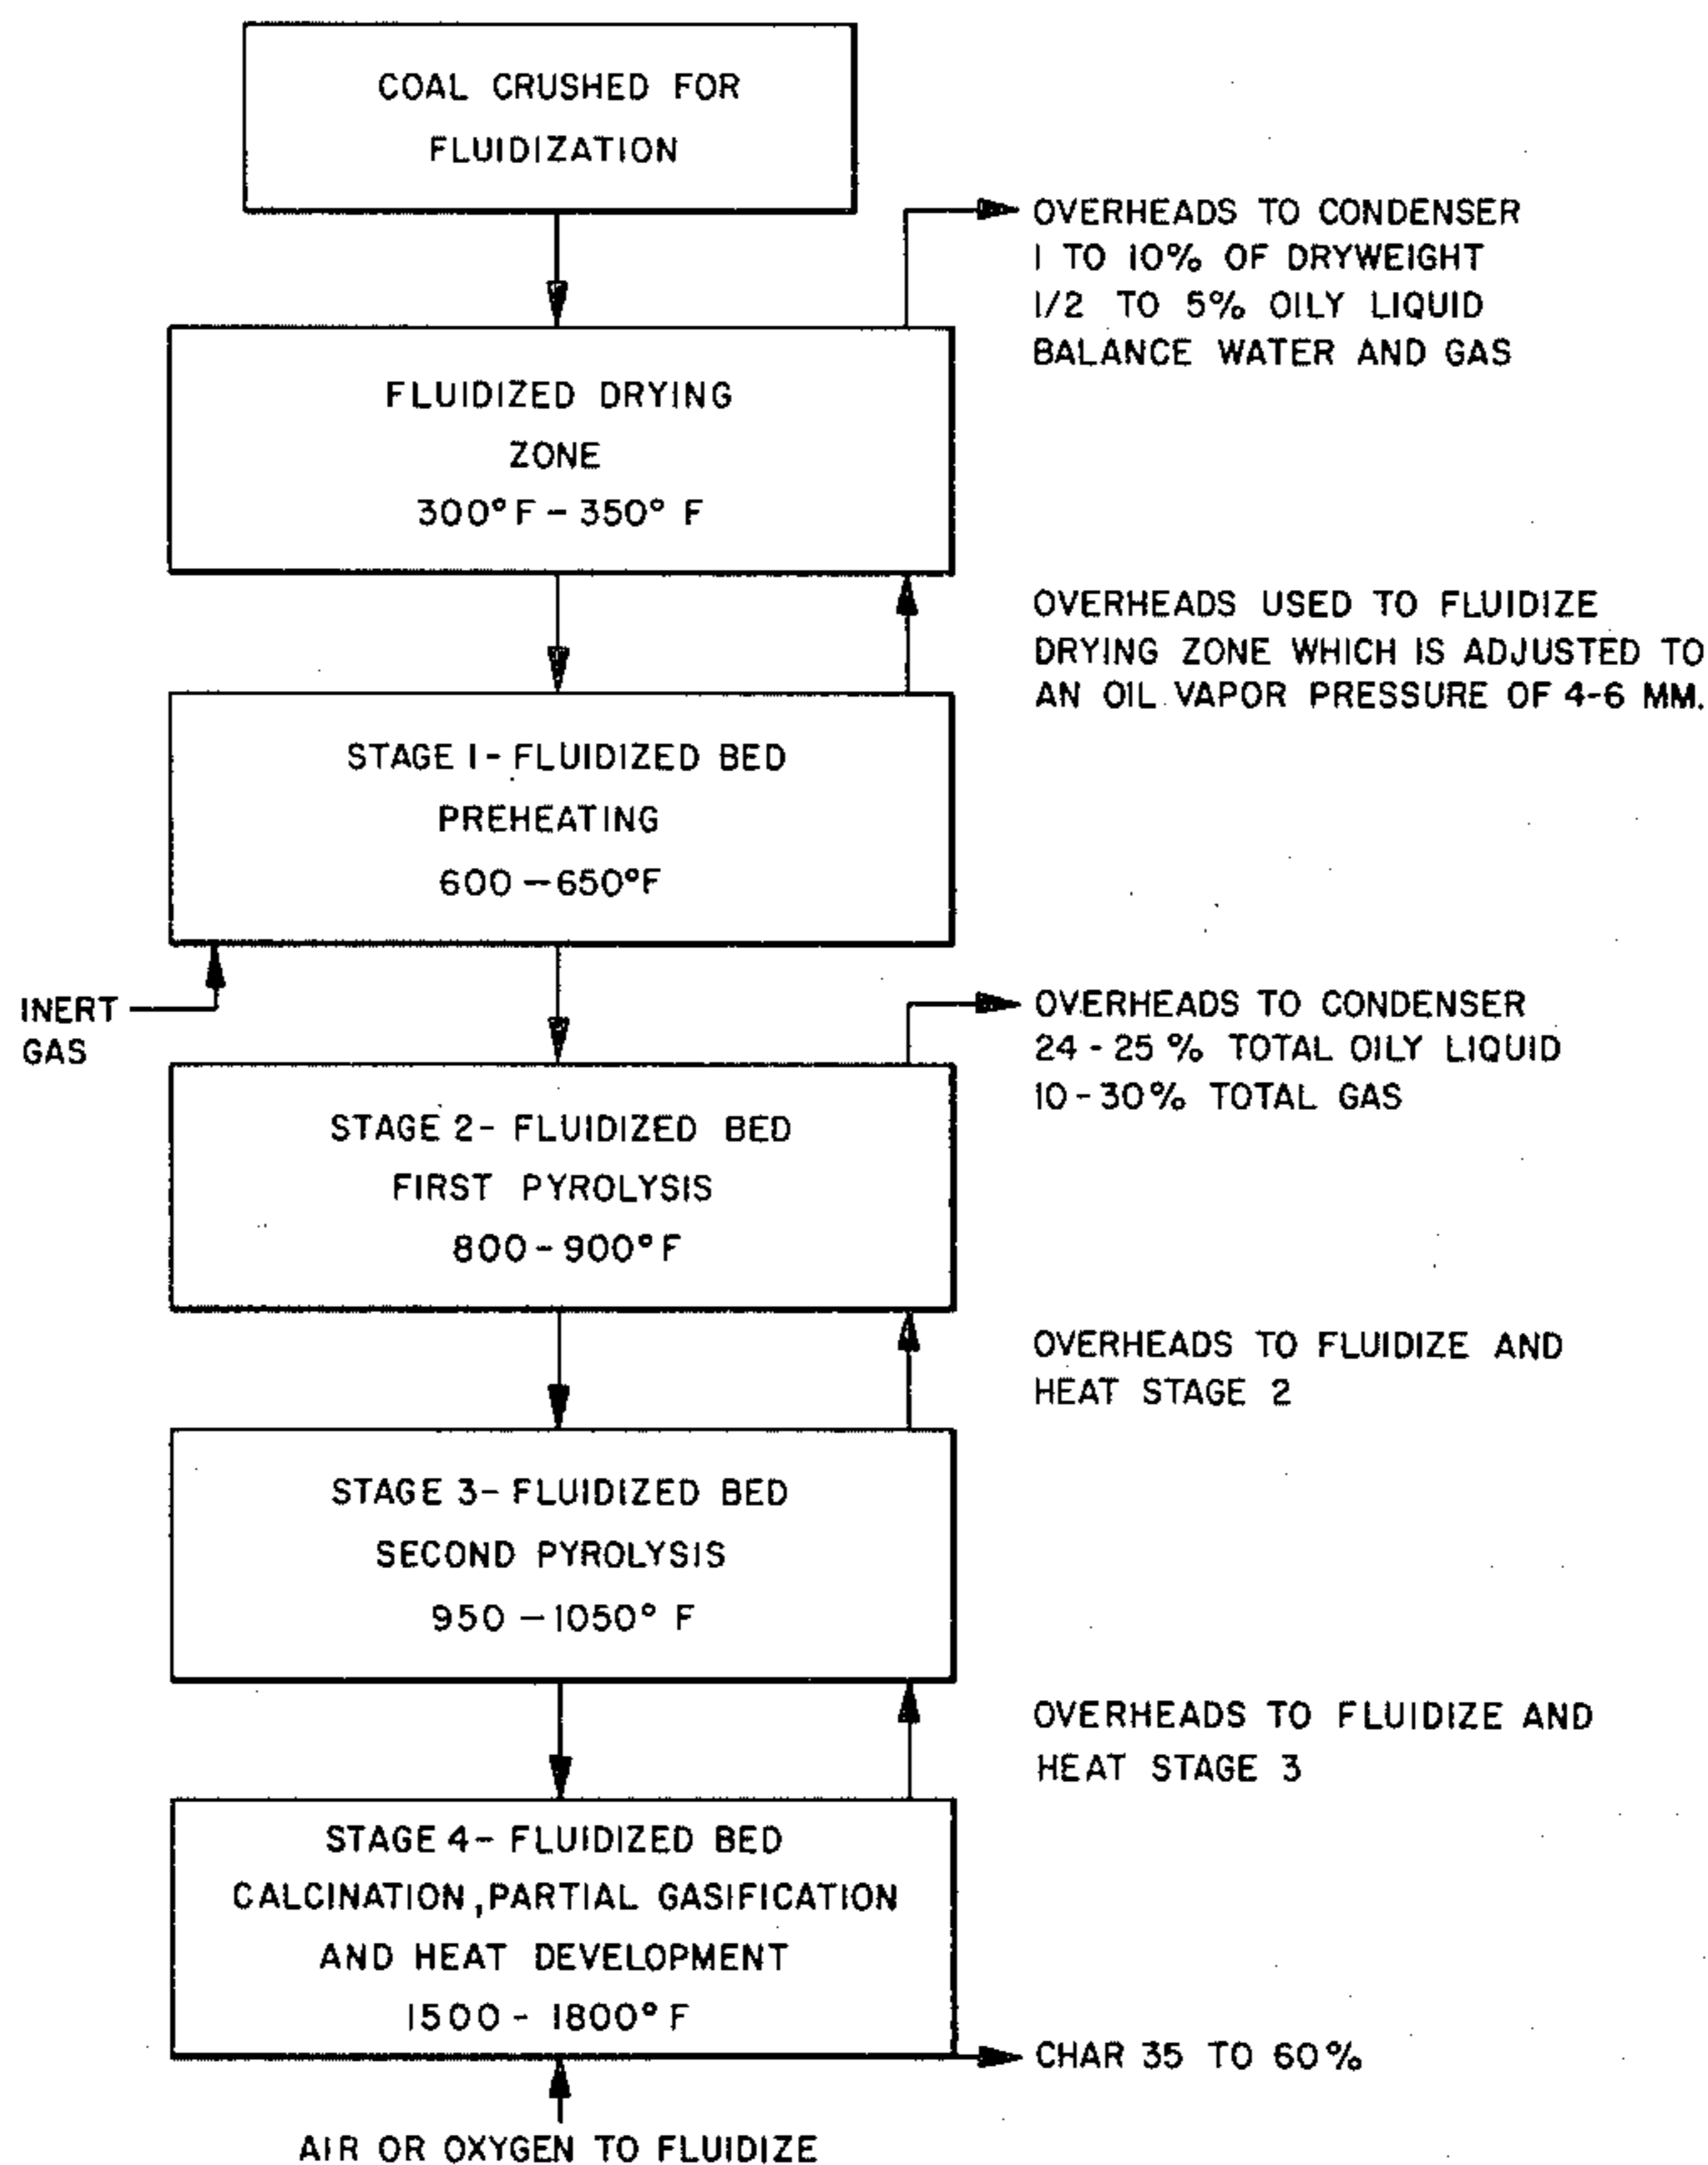 COAL CRUSHED FOR
FLUIDIZATION
OVERHEADS TO CONDENSER
1 TO 10% OF DRYWEIGHT
1/2 TO 5% OILY LIQUID
BALANCE WATER AND GAS
FLUIDIZED DRYING
ZONE
300°F - 350° F
OVERHEADS USED TO FLUIDIZE
DRYING ZONE WHICH IS ADJUSTED TO
AN OIL VAPOR PRESSURE OF 4-6 MM.
STAGE 1- FLUIDIZED BED
PREHEATING
600 - 650°F
INERT
GAS
OVERHEADS TO CONDENSER
24 - 25 % TOTAL OILY LIQUID
10 - 30% TOTAL GAS
STAGE 2- FLUIDIZED BED
FIRST PYROLYSIS
800 - 900°F
OVERHEADS TO FLUIDIZE AND
HEAT STAGE 2
STAGE 3- FLUIDIZED BED
SECOND PYROLYSIS
950 - 1050° F
OVERHEADS TO FLUIDIZE AND
HEAT STAGE 3
STAGE 4- FLUIDIZED BED
CALCINATION, PARTIAL GASIFICATION
AND HEAT DEVELOPMENT
1500 - 1800° F
CHAR 35 TO 60%
AIR OR OXYGEN TO FLUIDIZE